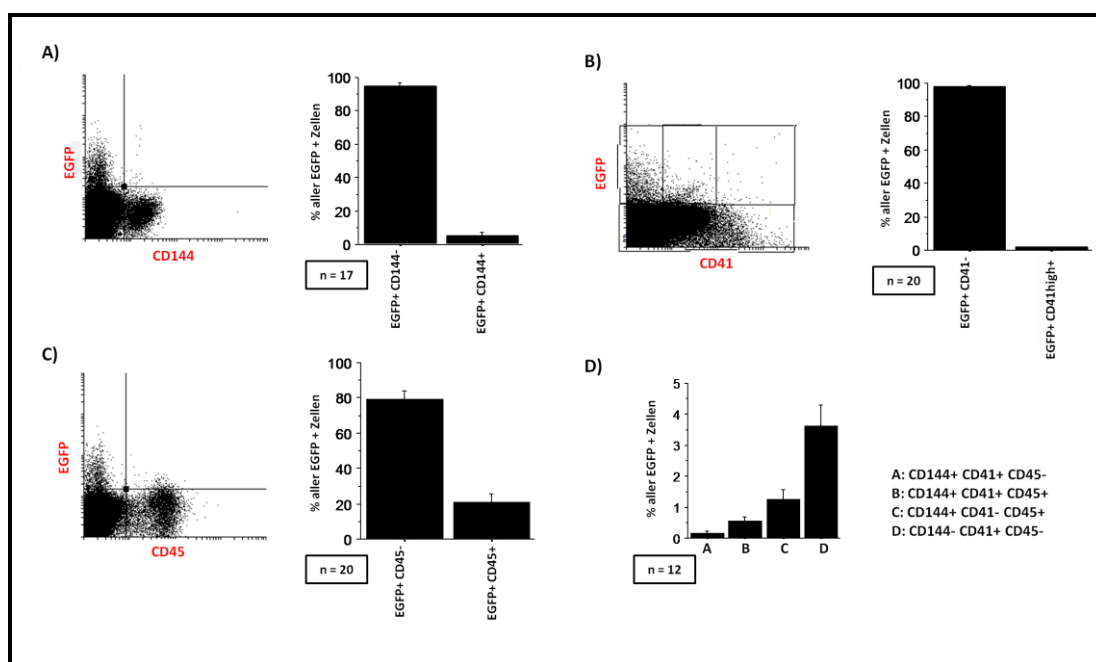 A)
EGFP
CD144
% aller EGFP + Zellen
100
80
60
40
20
0
EGFP+ CD144-
EGFP+ CD144+
n = 17
B)
EGFP
CD41
% aller EGFP + Zellen
100
80
60
40
20
0
EGFP+ CD41-
EGFP+ CD41high+
n = 20
C)
EGFP
CD45
% aller EGFP + Zellen
100
80
60
40
20
0
EGFP+ CD45-
EGFP+ CD45+
n = 20
D)
% aller EGFP + Zellen
5
4
3
2
1
0
A B C D
n = 12
A: CD144+ CD41+ CD45-
B: CD144+ CD41+ CD45+
C: CD144+ CD41- CD45+
D: CD144- CD41+ CD45-